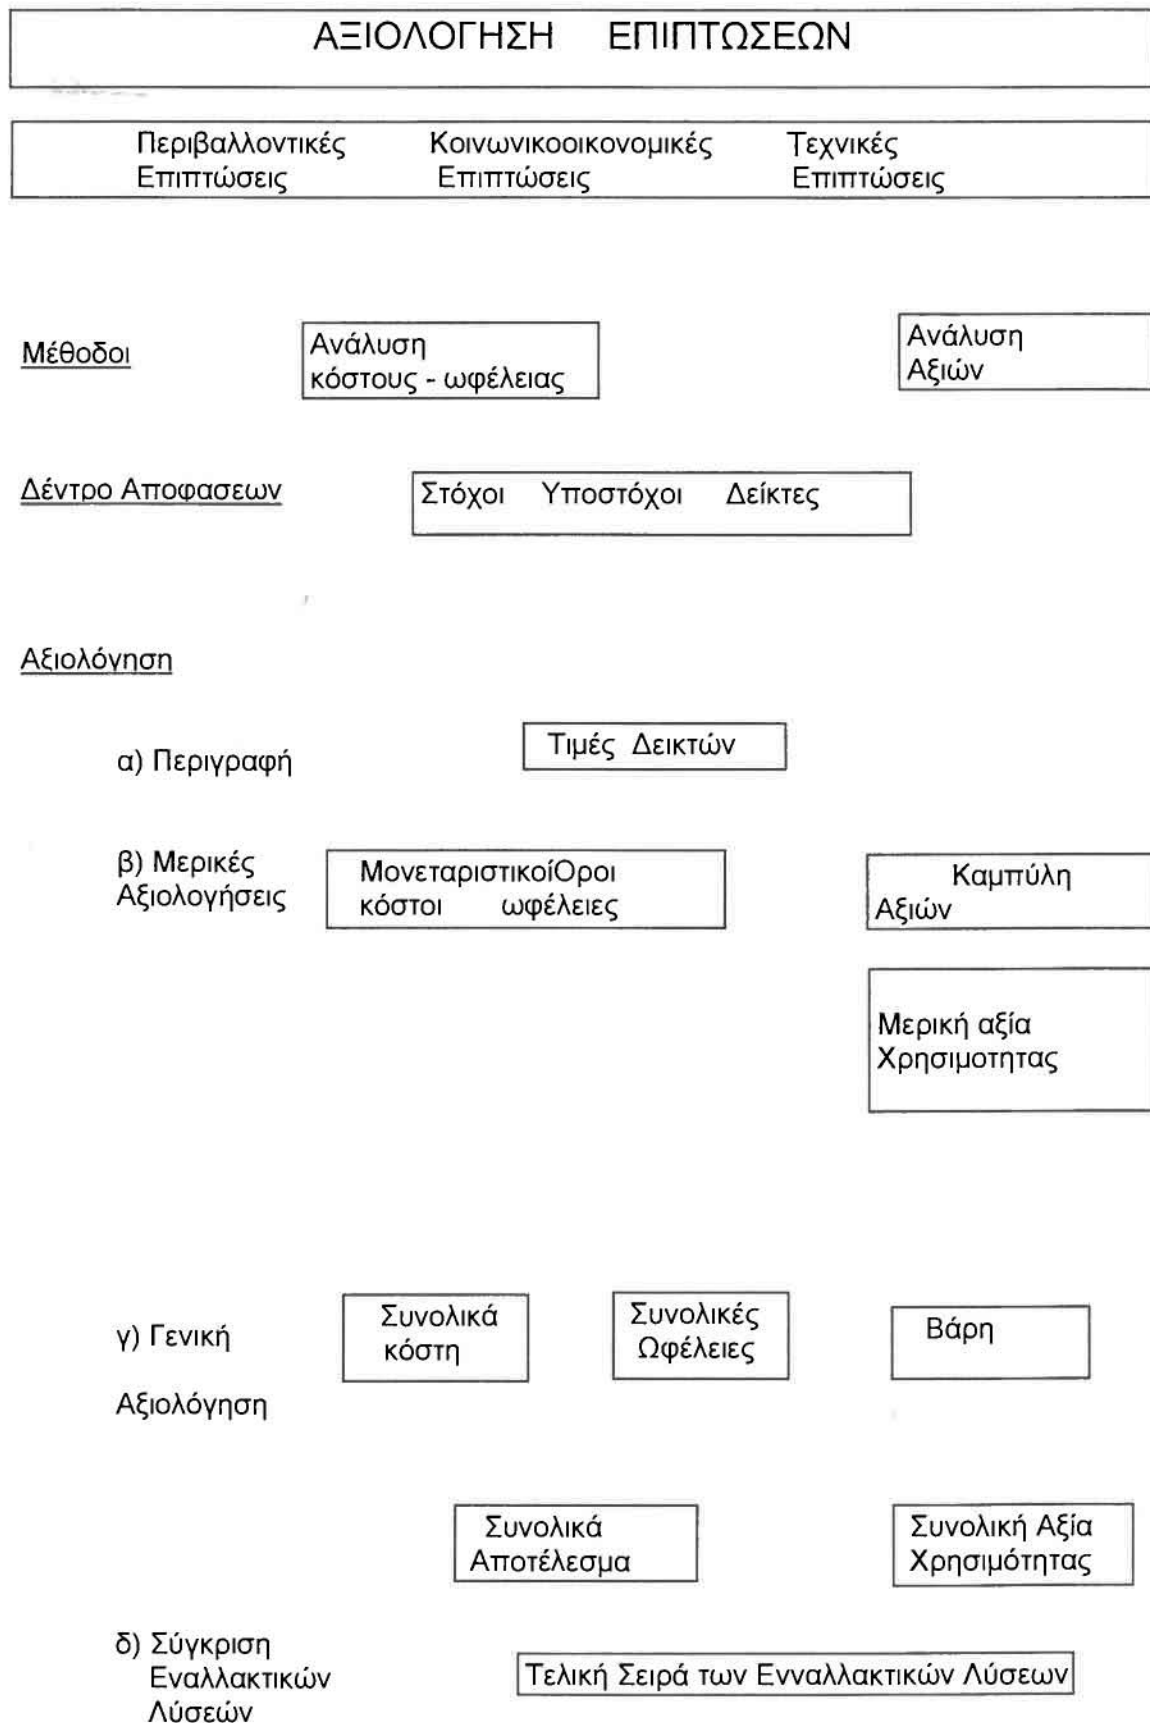 ΑΞΙΟΛΟΓΗΣΗ ΕΠΙΠΤΩΣΕΩΝ
Περιβαλλοντικές Κοινωνικοοικονομικές Τεχνικές
Επιπτώσεις Επιπτώσεις Επιπτώσεις
Μέθοδοι
Ανάλυση
κόστους - ωφέλειας
Ανάλυση
Αξιών
Δέντρο Αποφασεων
Στόχοι Υποστόχοι Δείκτες
Αξιολόγηση
α) Περιγραφή
Τιμές Δεικτών
β) Μερικές
Αξιολογήσεις
ΜονεταριστικοίΟροι
κόστοι ωφέλειες
Καμπύλη
Αξιών
Μερική αξία
Χρησιμοτητας
γ) Γενική
Αξιολόγηση
Συνολικά
κόστη
Συνολικές
Ωφέλειες
Βάρη
Συνολικά
Αποτέλεσμα
Συνολική Αξία
Χρησιμότητας
δ) Σύγκριση
Εναλλακτικών
Λύσεών
Τελική Σειρά των Ενναλλακτικών Λύσεων